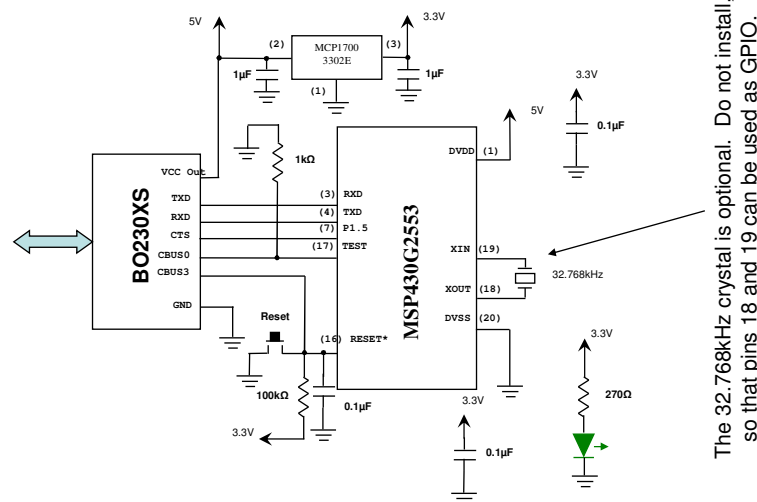 5V
3.3V
(2)
MCP1700
3302E
(3)
(1)
1µF
1µF
3.3V
0.1µF
5V
1kΩ
BO230XS
VCC Out
TXD
RXD
CTS
CBUS0
CBUS3
GND
MSP430G2553
DVDD (1)
(3) RXD
(4) TXD
(7) P1.5
(17) TEST
XIN (19)
XOUT (18)
DVSS (20)
32.768kHz
(16) RESET*
Reset
100kΩ
0.1µF
3.3V
3.3V
0.1µF
3.3V
270Ω
The 32.768kHz crystal is optional. Do not install,
so that pins 18 and 19 can be used as GPIO.